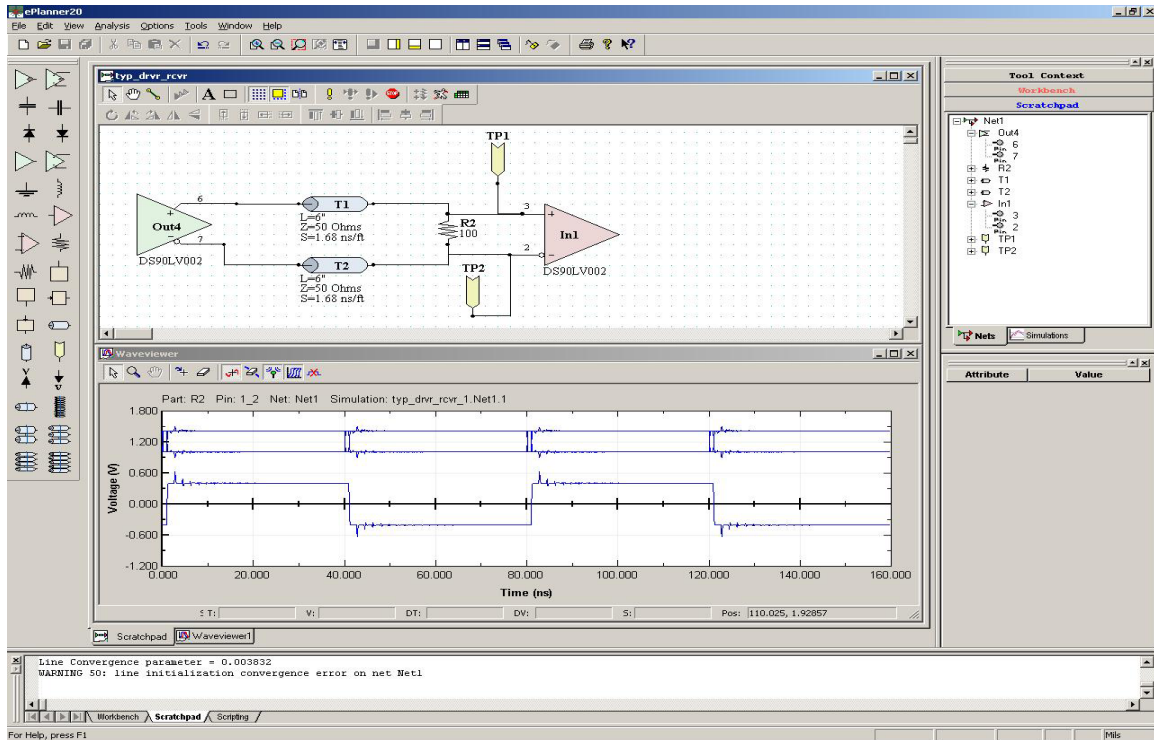 ePlanner20
File Edit View Analysis Options Tools Window Help
typ_drvr_rcvr
A
STOP
TP1
6
T1
3
Out4
7
L=6"
Z=50 Ohms
S=1.68 ns/ft
R2
100
In1
2
DS90LV002
T2
TP2
DS90LV002
L=6"
Z=50 Ohms
S=1.68 ns/ft
Waveviewer
Part: R2 Pin: 1_2 Net: Net1 Simulation: typ_drvr_rcvr_1.Net1.1
1.800
1.200
0.600
0.000
-0.600
-1.200
Voltage (V)
0.000 20.000 40.000 60.000 80.000 100.000 120.000 140.000 160.000
Time (ns)
T: V: DT: DV: S: Pos: 110.025, 1.92857
Scratchpad Waveviewer1
Tool Context
Workbench
Scratchpad
Net1
Out4
Pin 6
Pin 7
R2
T1
T2
In1
Pin 3
Pin 2
TP1
TP2
Nets Simulations
Attribute Value
Line Convergence parameter = 0.003832
WARNING 50: line initialization convergence error on net Net1
Workbench Scratchpad Scripting
For Help, press F1
Mils